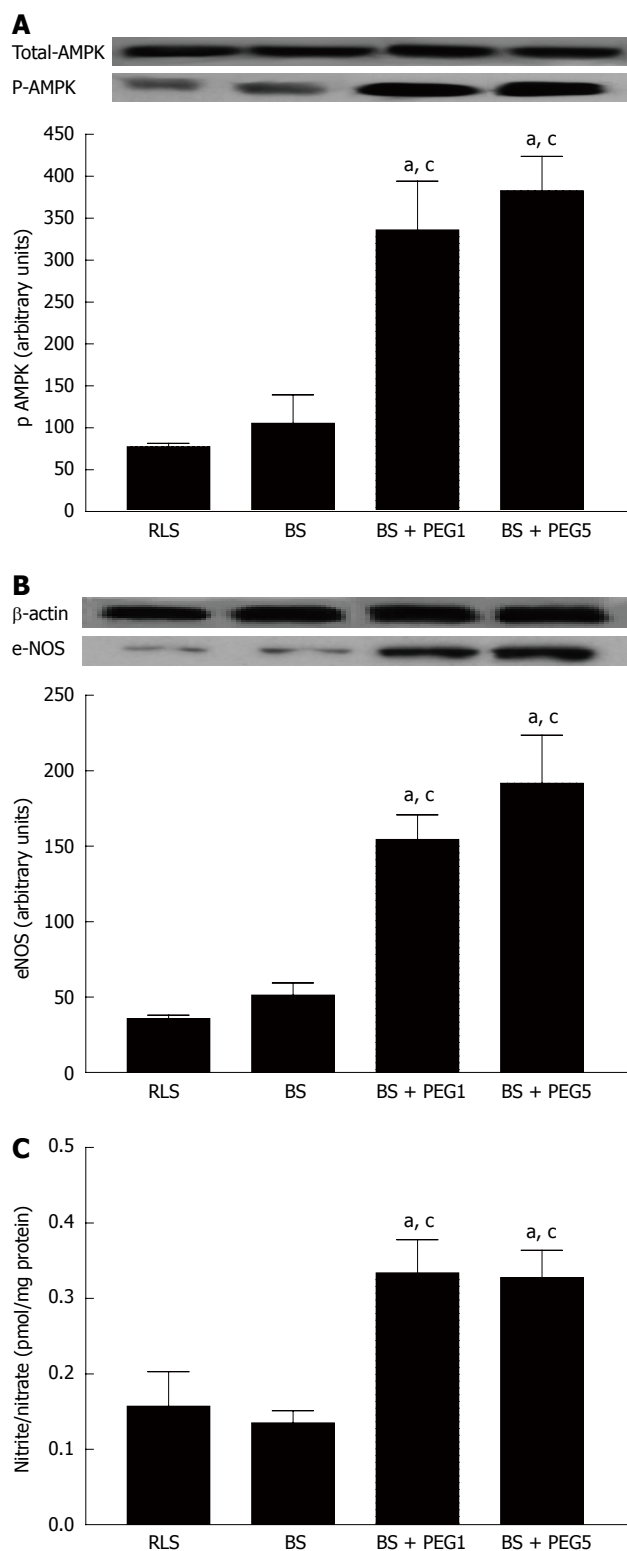 A
Total-AMPK
P-AMPK
450
400
350
300
250
200
150
100
50
0
p AMPK (arbitrary units)
a, c
a, c
RLS BS BS + PEG1 BS + PEG5
B
β-actin
e-NOS
250
200
150
100
50
0
eNOS (arbitrary units)
a, c
a, c
RLS BS BS + PEG1 BS + PEG5
C
0.5
0.4
0.3
0.2
0.1
0.0
Nitrite/nitrate (pmol/mg protein)
a, c
a, c
RLS BS BS + PEG1 BS + PEG5